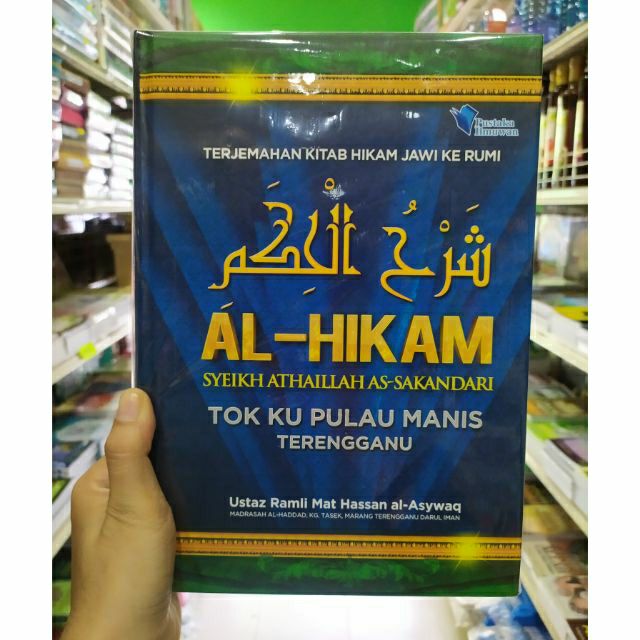 Pustaka
Ilmuwan
TERJEMAHAN KITAB HIKAM JAWI KE RUMI
شَرْحُ الْحِكَم
AL-HIKAM
SYEIKH ATHAILLAH AS-SAKANDARI
TOK KU PULAU MANIS
TERENGGANU
Ustaz Ramli Mat Hassan al-Asywaq
MADRASAH AL-HADDAD, KG. TASEK, MARANG TERENGGANU DARUL IMAN